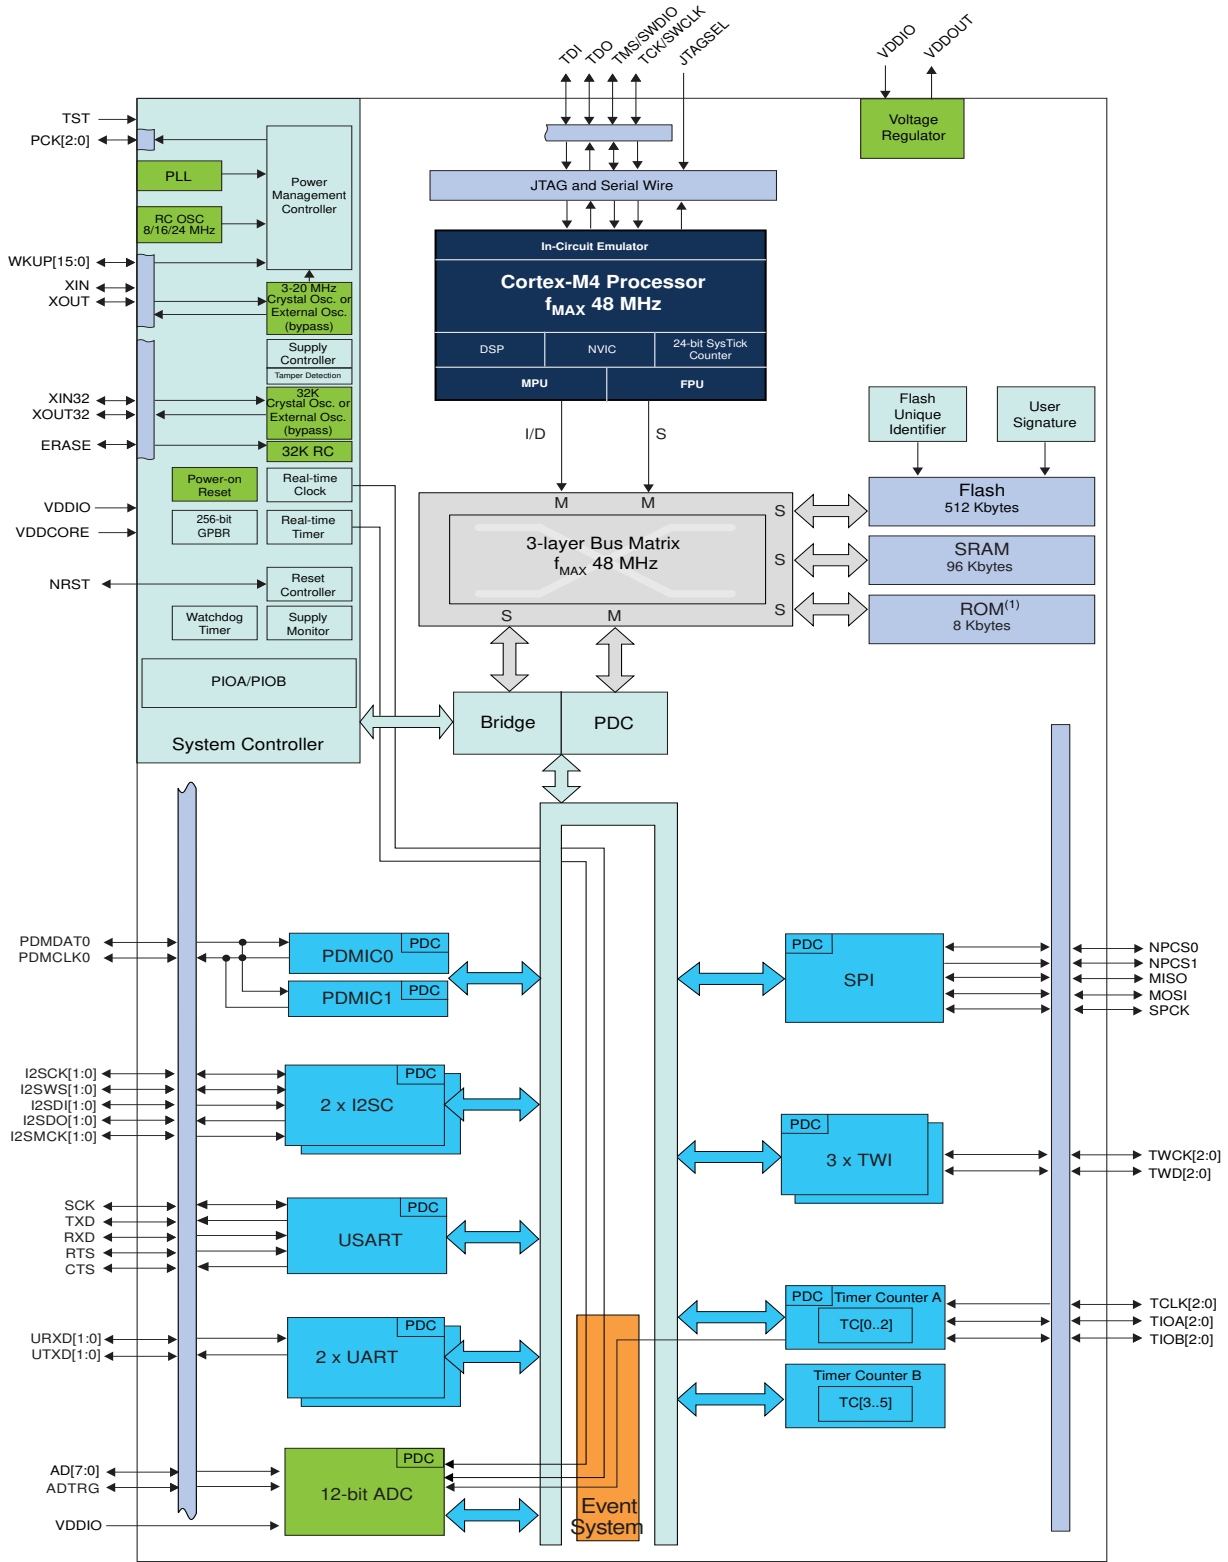 TDI
TDO
TMS/SWDIO
TCK/SWCLK
JTAGSEL
VDDIO
VDDOUT
TST
PCK[2:0]
Voltage
Regulator
PLL
Power
Management
Controller
JTAG and Serial Wire
RC OSC
8/16/24 MHz
In-Circuit Emulator
WKUP[15:0]
XIN
XOUT
3-20 MHz
Crystal Osc. or
External Osc.
(bypass)
Cortex-M4 Processor
fMAX 48 MHz
DSP
NVIC
24-bit SysTick
Counter
MPU
FPU
Supply
Controller
Tamper Detection
XIN32
XOUT32
32K
Crystal Osc. or
External Osc.
(bypass)
ERASE
32K RC
I/D
S
Flash
Unique
Identifier
User
Signature
Power-on
Reset
Real-time
Clock
VDDIO
VDDCORE
256-bit
GPBR
Real-time
Timer
M
M
S
Flash
512 Kbytes
3-layer Bus Matrix
fMAX 48 MHz
S
SRAM
96 Kbytes
NRST
Reset
Controller
S
ROM(1)
8 Kbytes
Watchdog
Timer
Supply
Monitor
S
M
PIOA/PIOB
System Controller
Bridge
PDC
PDMDAT0
PDMCLK0
PDC
PDMIC0
PDMIC1
PDC
PDC
SPI
NPCS0
NPCS1
MISO
MOSI
SPCK
I2SCK[1:0]
I2SWS[1:0]
I2SDI[1:0]
I2SDO[1:0]
I2SMCK[1:0]
PDC
2 x I2SC
PDC
3 x TWI
TWCK[2:0]
TWD[2:0]
SCK
TXD
RXD
RTS
CTS
PDC
USART
PDC
Timer Counter A
TC[0..2]
TCLK[2:0]
TIOA[2:0]
TIOB[2:0]
URXD[1:0]
UTXD[1:0]
2 x UART
Timer Counter B
TC[3..5]
AD[7:0]
ADTRG
VDDIO
PDC
12-bit ADC
Event
System